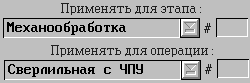 Применять для этапа :
Механообработка #
Применять для операции :
Сверлильная с ЧПУ #